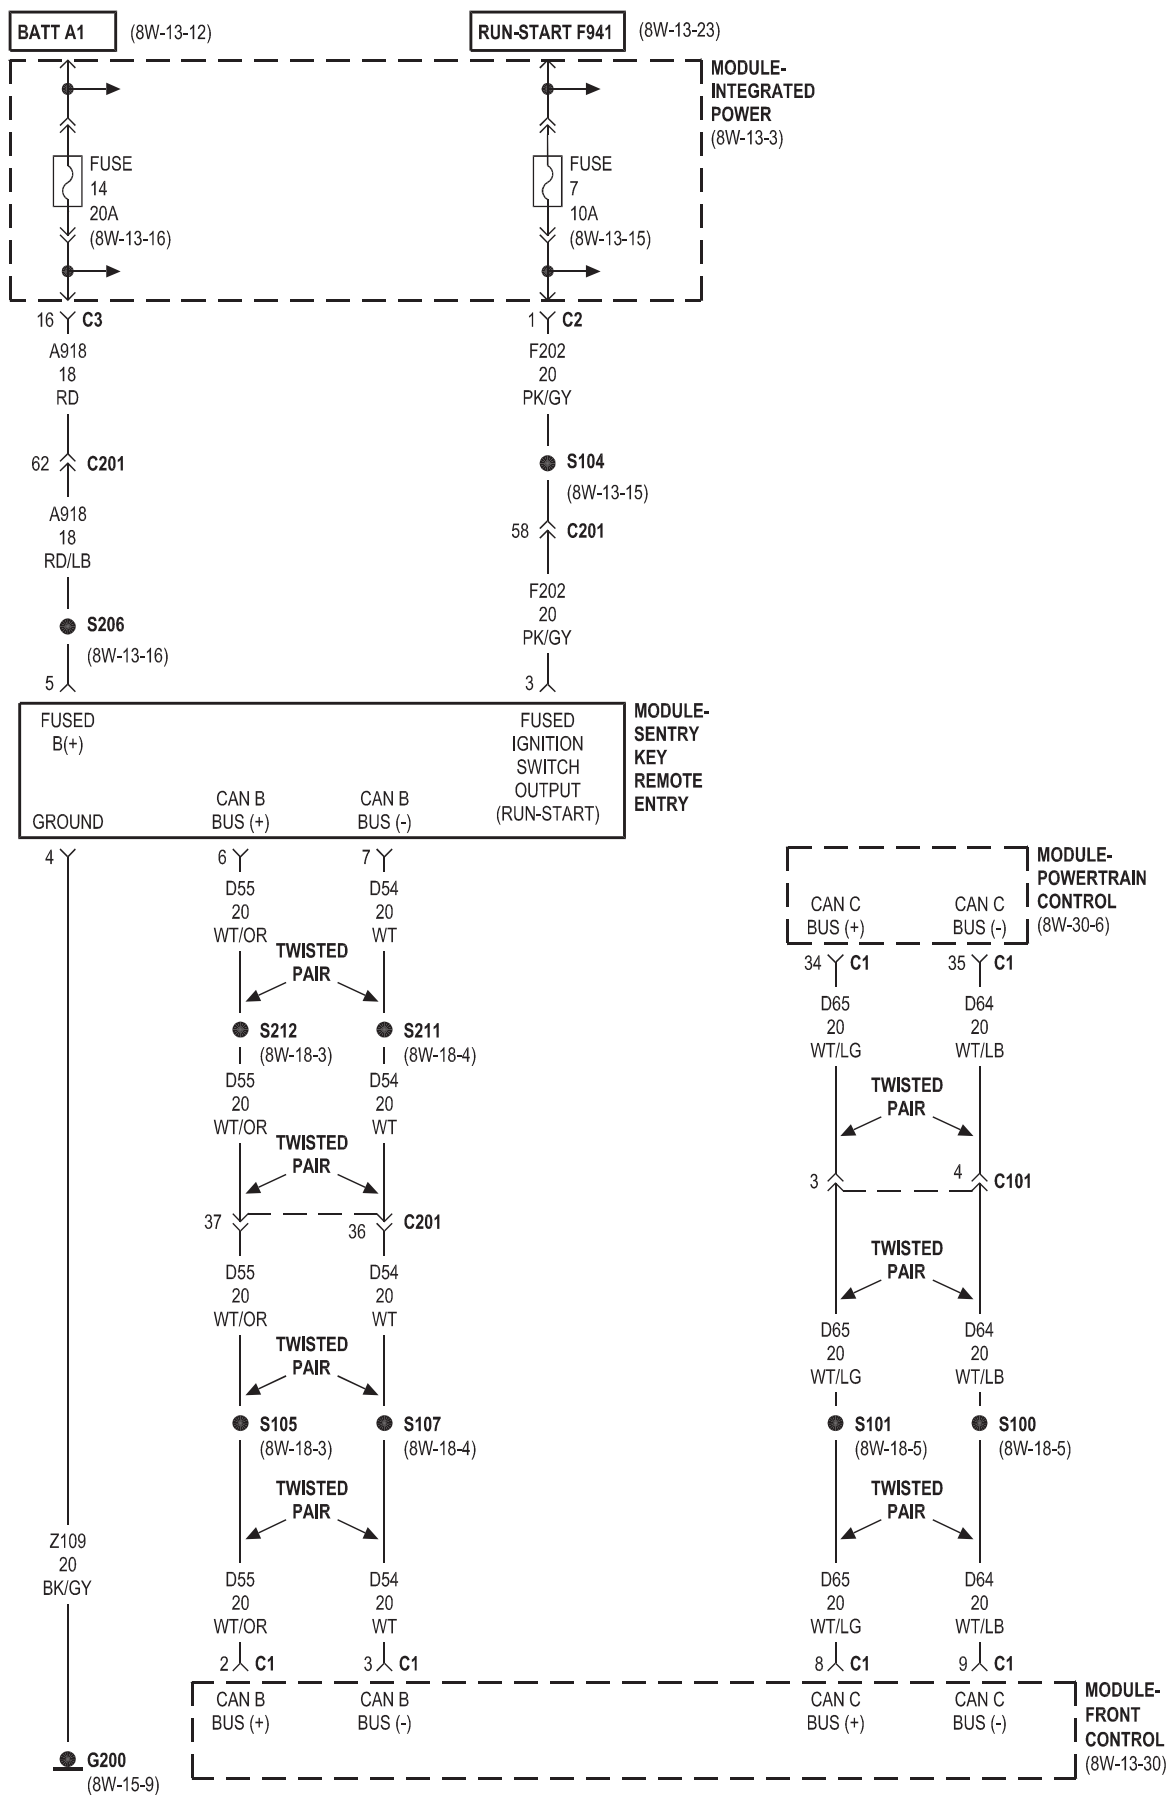 BATT A1 (8W-13-12)
RUN-START F941 (8W-13-23)
MODULE-
INTEGRATED
POWER
(8W-13-3)
FUSE
14
20A
(8W-13-16)
FUSE
7
10A
(8W-13-15)
16 C3
A918
18
RD
1 C2
F202
20
PK/GY
62 C201
A918
18
RD/LB
S104
(8W-13-15)
58 C201
F202
20
PK/GY
S206
(8W-13-16)
5
3
FUSED
B(+)
FUSED
IGNITION
SWITCH
OUTPUT
(RUN-START)
GROUND
CAN B
BUS (+)
CAN B
BUS (-)
MODULE-
SENTRY
KEY
REMOTE
ENTRY
4
6
7
D55
20
WT/OR
D54
20
WT
TWISTED
PAIR
S212
(8W-18-3)
S211
(8W-18-4)
D55
20
WT/OR
D54
20
WT
TWISTED
PAIR
37
36
C201
D55
20
WT/OR
D54
20
WT
TWISTED
PAIR
S105
(8W-18-3)
S107
(8W-18-4)
TWISTED
PAIR
D55
20
WT/OR
D54
20
WT
2 C1
3 C1
CAN B
BUS (+)
CAN B
BUS (-)
Z109
20
BK/GY
G200
(8W-15-9)
MODULE-
POWERTRAIN
CONTROL
(8W-30-6)
CAN C
BUS (+)
CAN C
BUS (-)
34 C1
35 C1
D65
20
WT/LG
D64
20
WT/LB
TWISTED
PAIR
3
4
C101
TWISTED
PAIR
D65
20
WT/LG
D64
20
WT/LB
S101
(8W-18-5)
S100
(8W-18-5)
TWISTED
PAIR
D65
20
WT/LG
D64
20
WT/LB
8 C1
9 C1
CAN C
BUS (+)
CAN C
BUS (-)
MODULE-
FRONT
CONTROL
(8W-13-30)